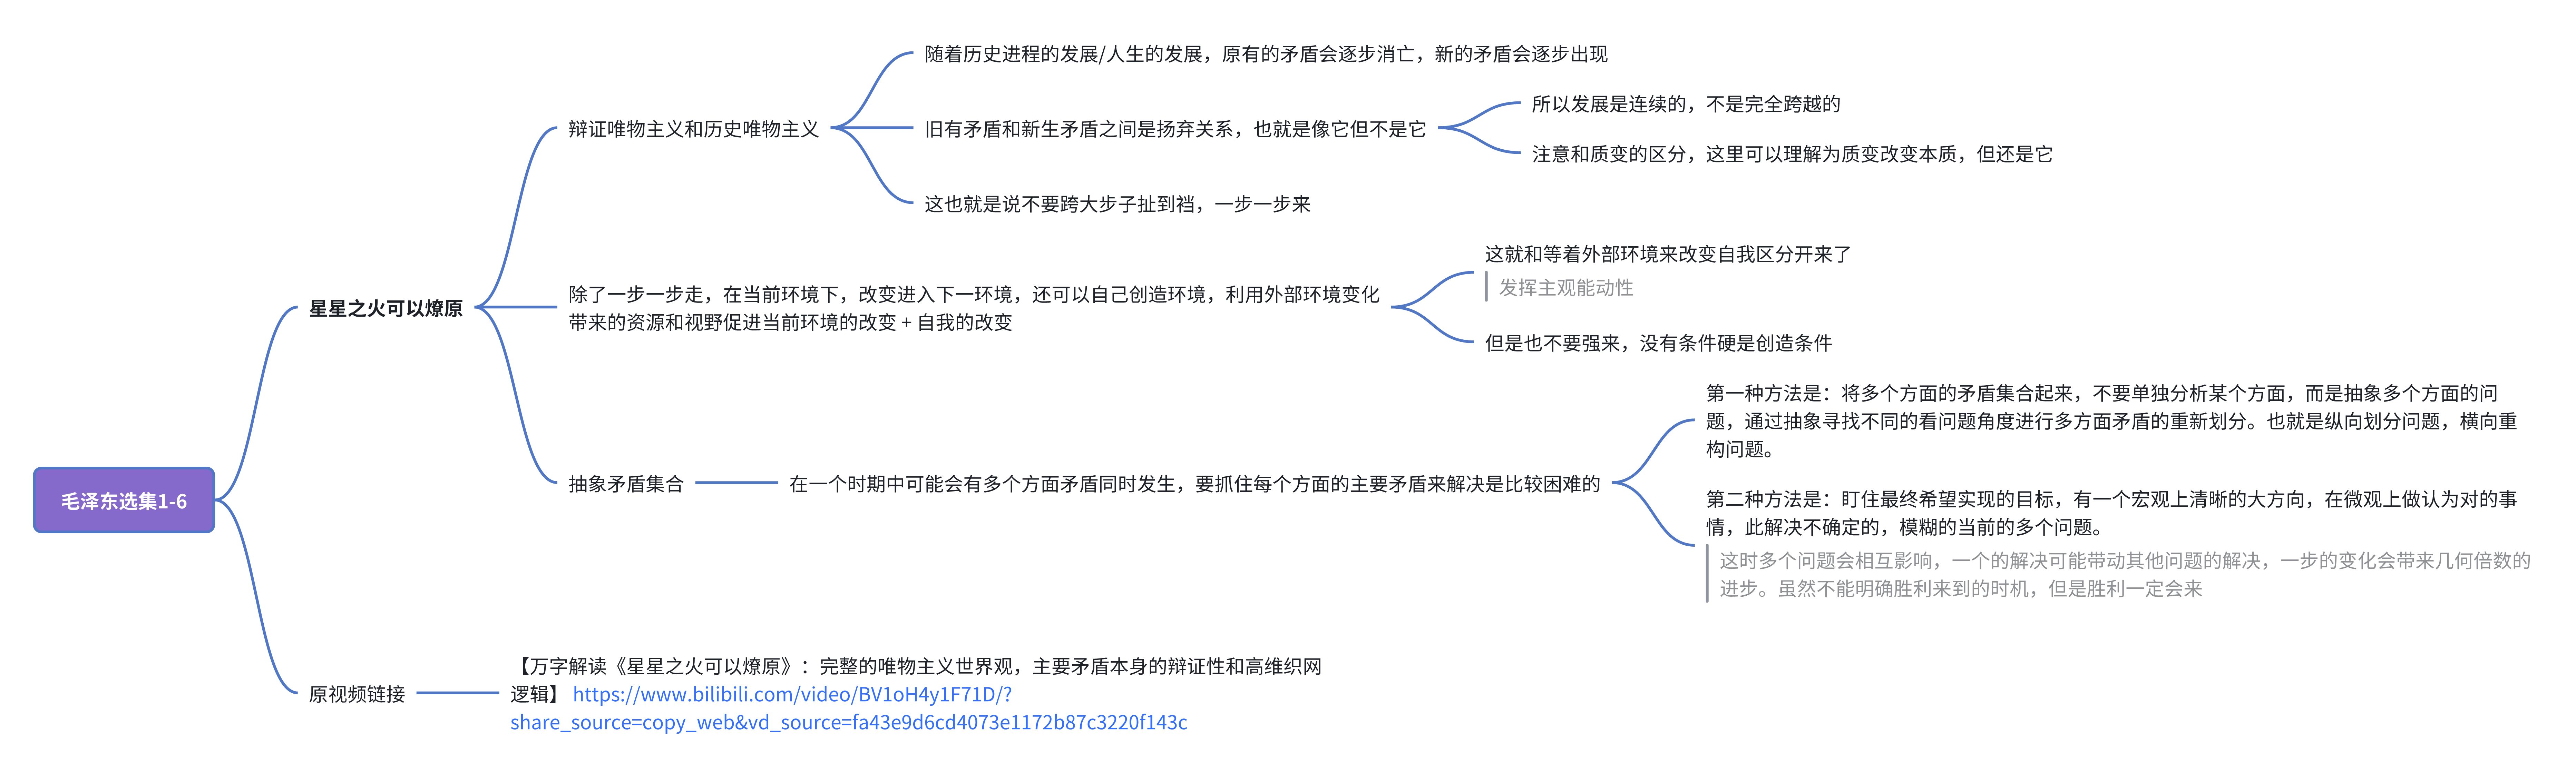 随着历史进程的发展/人生的发展，原有的矛盾会逐步消亡，新的矛盾会逐步出现
所以发展是连续的，不是完全跨越的
辩证唯物主义和历史唯物主义
旧有矛盾和新生矛盾之间是扬弃关系，也就是像它但不是它
注意和质变的区分，这里可以理解为质变改变本质，但还是它
这也就是说不要跨大步子扯到裆，一步一步来
这就和等着外部环境来改变自我区分开来了
发挥主观能动性
星星之火可以燎原
除了一步一步走，在当前环境下，改变进入下一环境，还可以自己创造环境，利用外部环境变化
带来的资源和视野促进当前环境的改变 + 自我的改变
但是也不要强来，没有条件硬是创造条件
第一种方法是：将多个方面的矛盾集合起来，不要单独分析某个方面，而是抽象多个方面的问
题，通过抽象寻找不同的看问题角度进行多方面矛盾的重新划分。也就是纵向划分问题，横向重
构问题。
抽象矛盾集合
在一个时期中可能会有多个方面矛盾同时发生，要抓住每个方面的主要矛盾来解决是比较困难的
毛泽东选集1-6
第二种方法是：盯住最终希望实现的目标，有一个宏观上清晰的大方向，在微观上做认为对的事
情，此解决不确定的，模糊的当前的多个问题。
这时多个问题会相互影响，一个的解决可能带动其他问题的解决，一步的变化会带来几何倍数的
进步。虽然不能明确胜利来到的时机，但是胜利一定会来
原视频链接
【万字解读《星星之火可以燎原》：完整的唯物主义世界观，主要矛盾本身的辩证性和高维织网
逻辑】 https://www.bilibili.com/video/BV1oH4y1F71D/?
share_source=copy_web&vd_source=fa43e9d6cd4073e1172b87c3220f143c